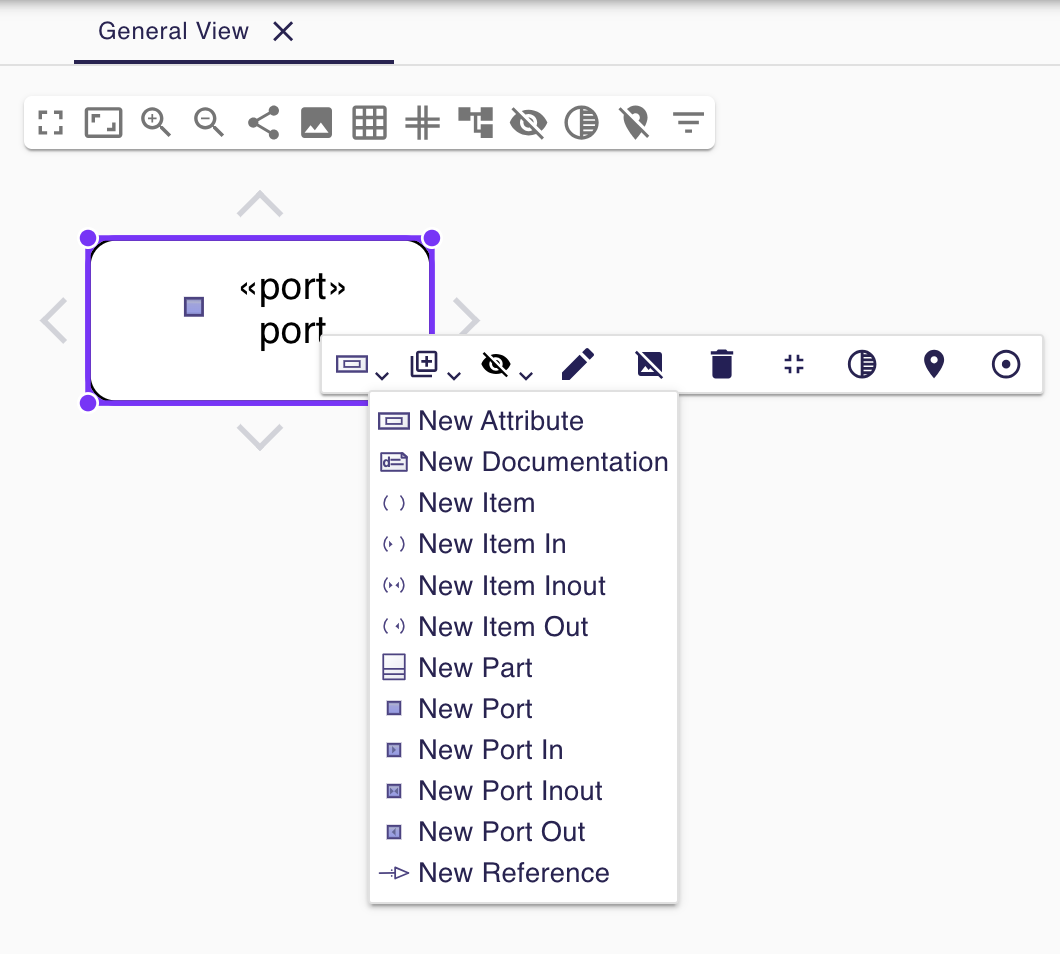 General View
«port»
port
New Attribute
New Documentation
New Item
New Item In
New Item Inout
New Item Out
New Part
New Port
New Port In
New Port Inout
New Port Out
New Reference